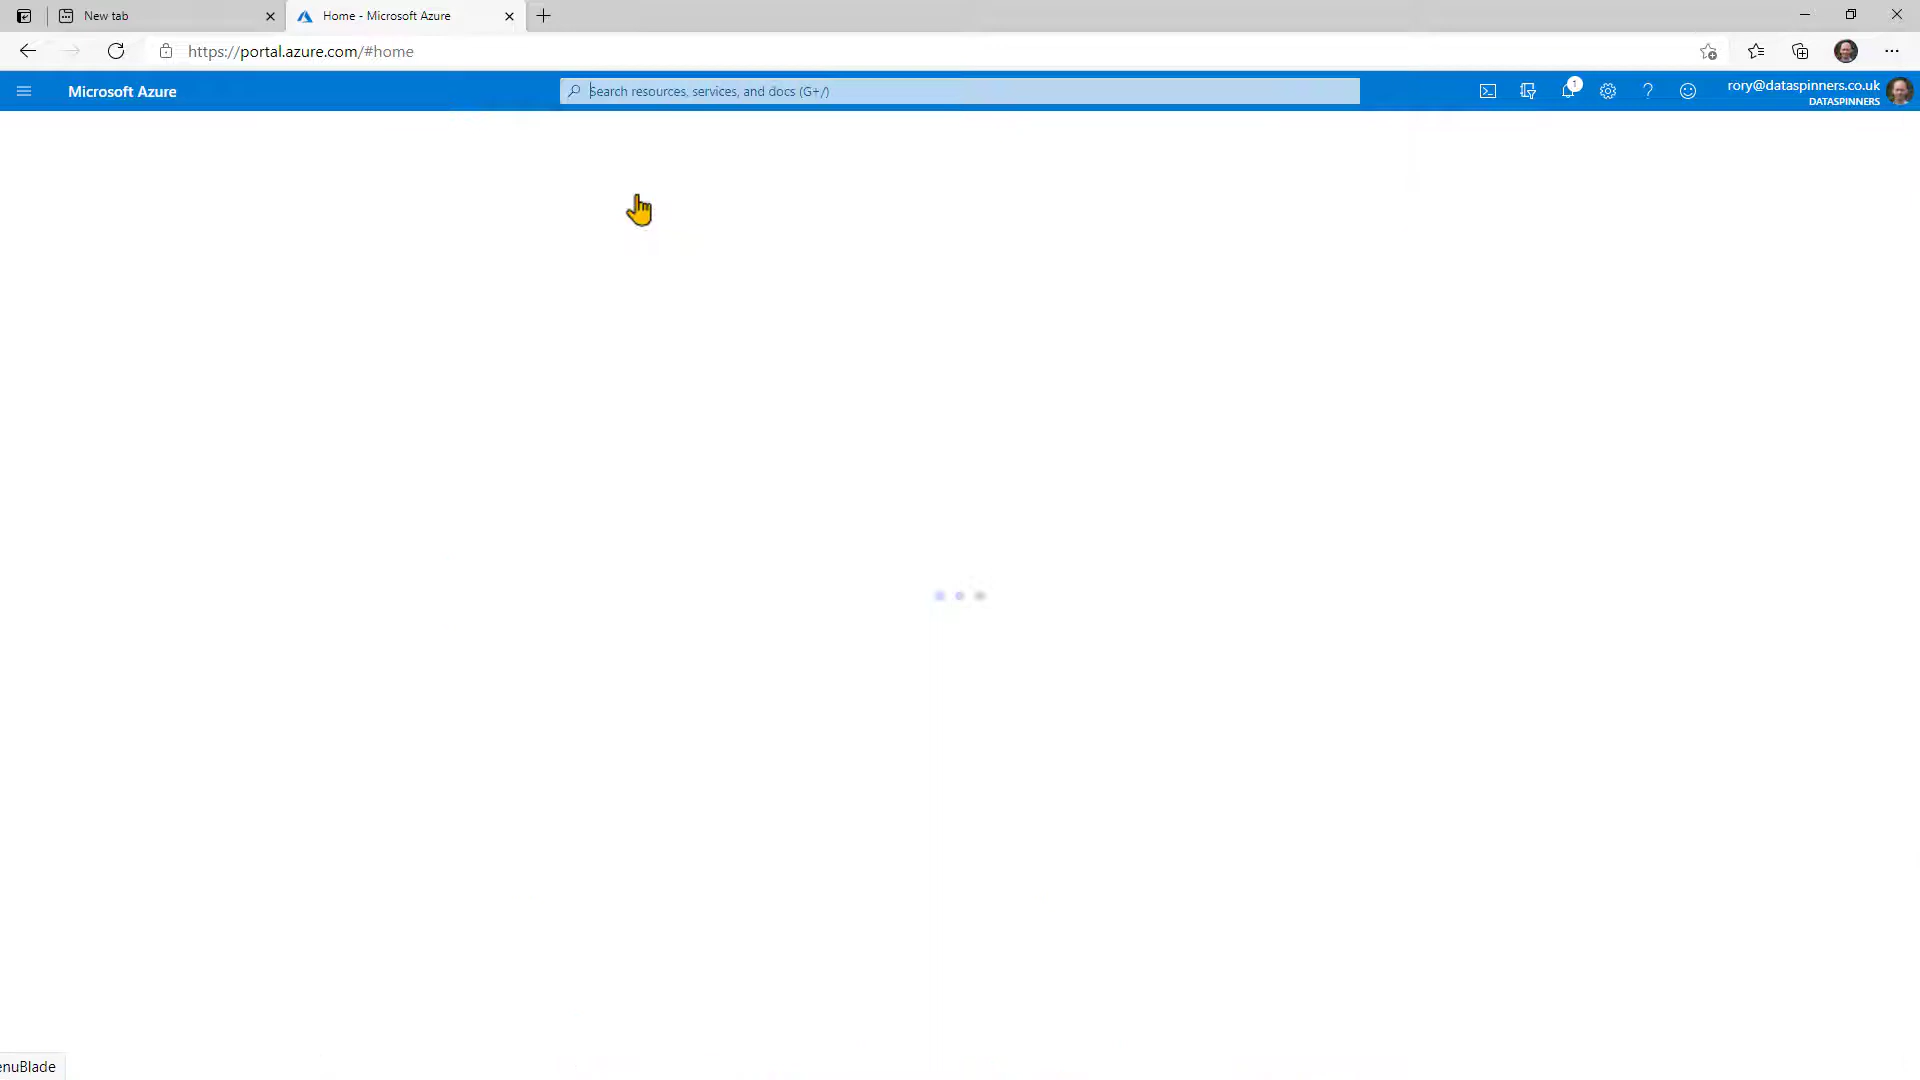 New tab
Home - Microsoft Azure
https://portal.azure.com/#home
Microsoft Azure
Search resources, services, and docs (G+/)
1
rory@dataspinners.co.uk
DATASPINNERS
enuBlade